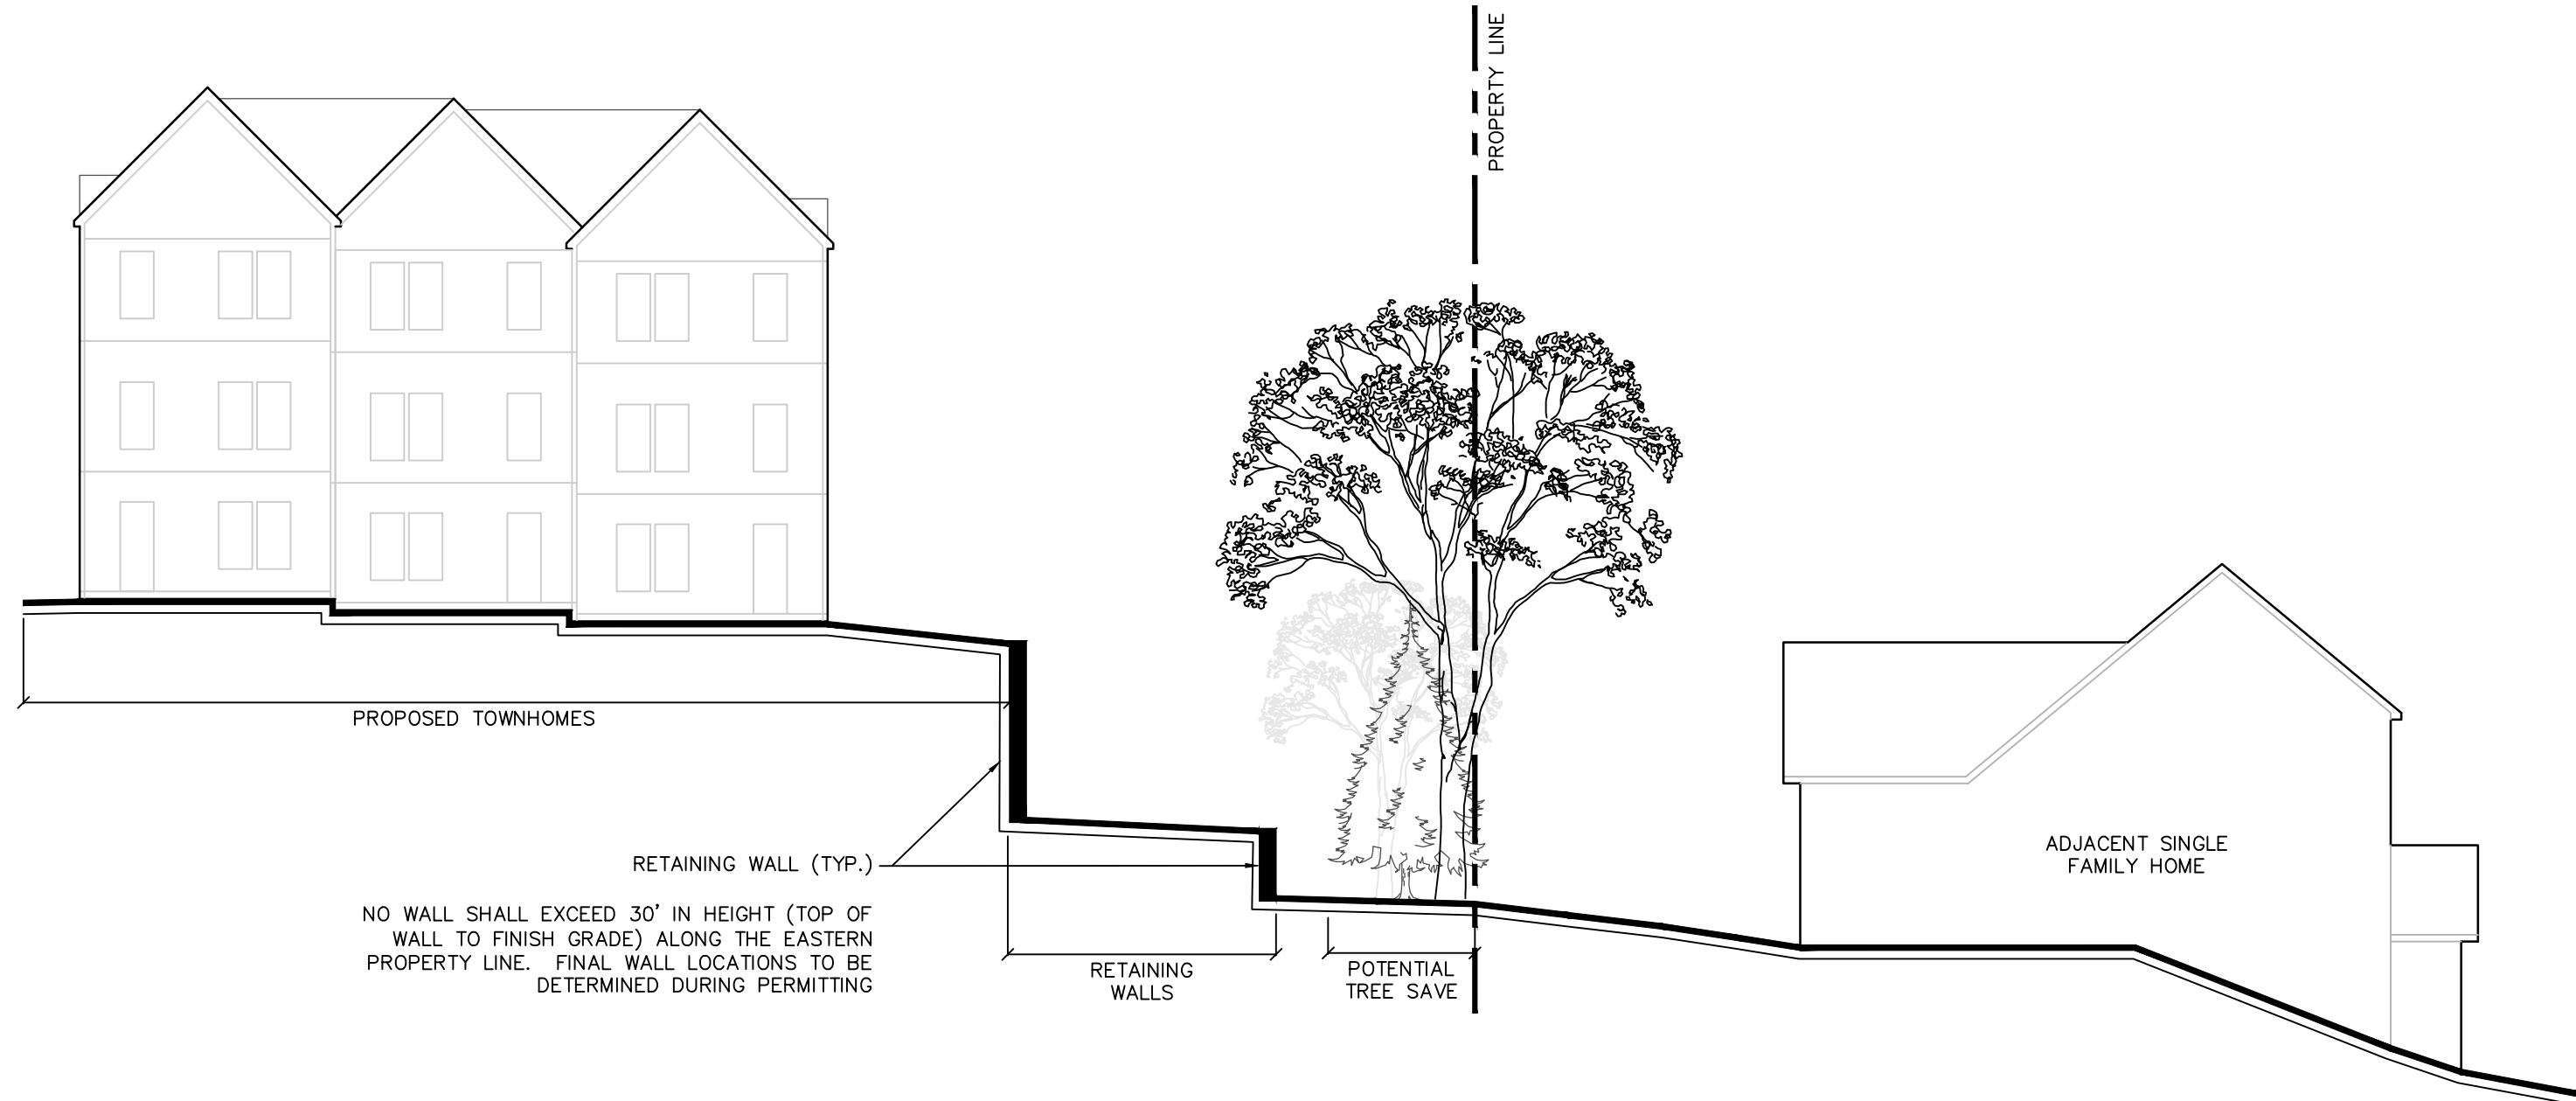 PROPERTY LINE
PROPOSED TOWNHOMES
RETAINING WALL (TYP.)
NO WALL SHALL EXCEED 30' IN HEIGHT (TOP OF
WALL TO FINISH GRADE) ALONG THE EASTERN
PROPERTY LINE. FINAL WALL LOCATIONS TO BE
DETERMINED DURING PERMITTING
RETAINING
WALLS
POTENTIAL
TREE SAVE
ADJACENT SINGLE
FAMILY HOME